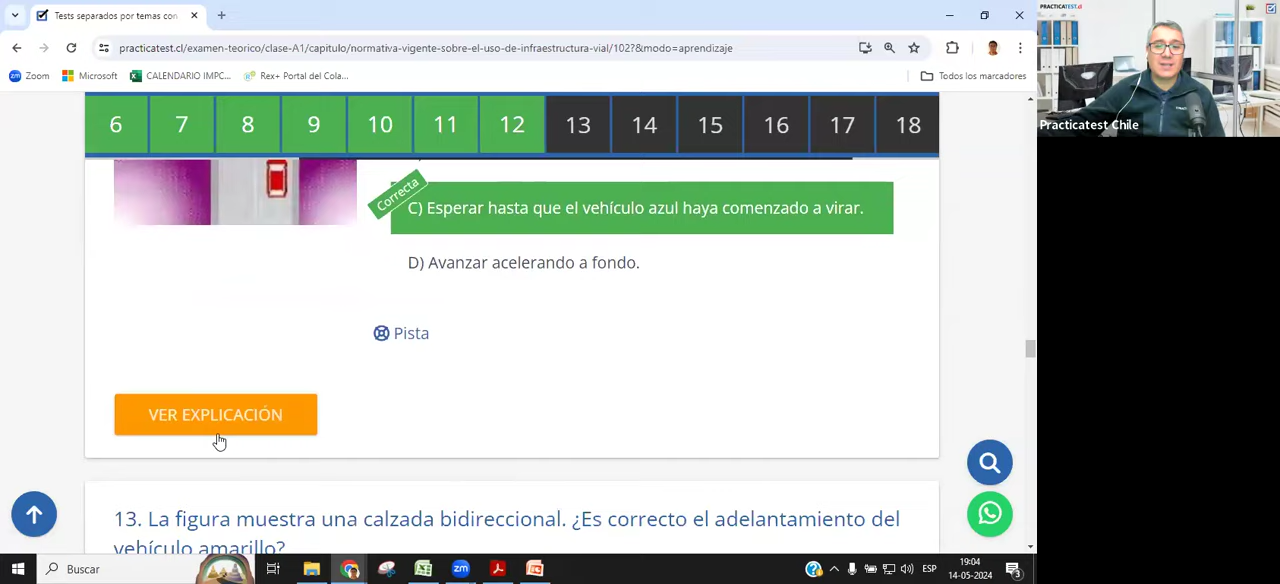 Tests separados por temas con
practicatest.cl/examen-teorico/clase-A1/capitulo/normativa-vigente-sobre-el-uso-de-infraestructura-vial/102?&modo=aprendizaje
Zoom
Microsoft
CALENDARIO IMPC...
Rex+ Portal del Cola...
Todos los marcadores
PRACTICATEST.cl
Practicatest Chile
6 7 8 9 10 11 12 13 14 15 16 17 18
Correcta
C) Esperar hasta que el vehículo azul haya comenzado a virar.
D) Avanzar acelerando a fondo.
Pista
VER EXPLICACIÓN
13. La figura muestra una calzada bidireccional. ¿Es correcto el adelantamiento del
vehículo amarillo?
Buscar
ESP
19:04
14-05-2024
3